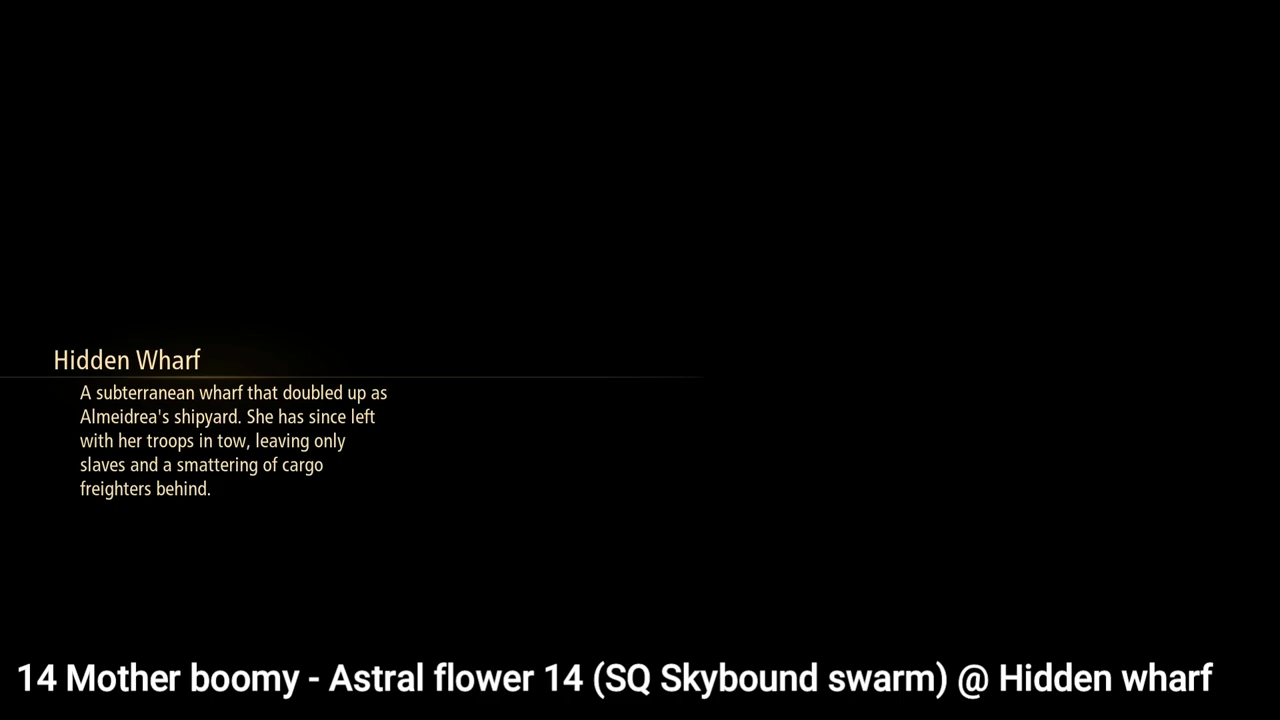 Hidden Wharf
A subterranean wharf that doubled up as
Almeidrea's shipyard. She has since left
with her troops in tow, leaving only
slaves and a smattering of cargo
freighters behind.
14 Mother boomy - Astral flower 14 (SQ Skybound swarm) @ Hidden wharf